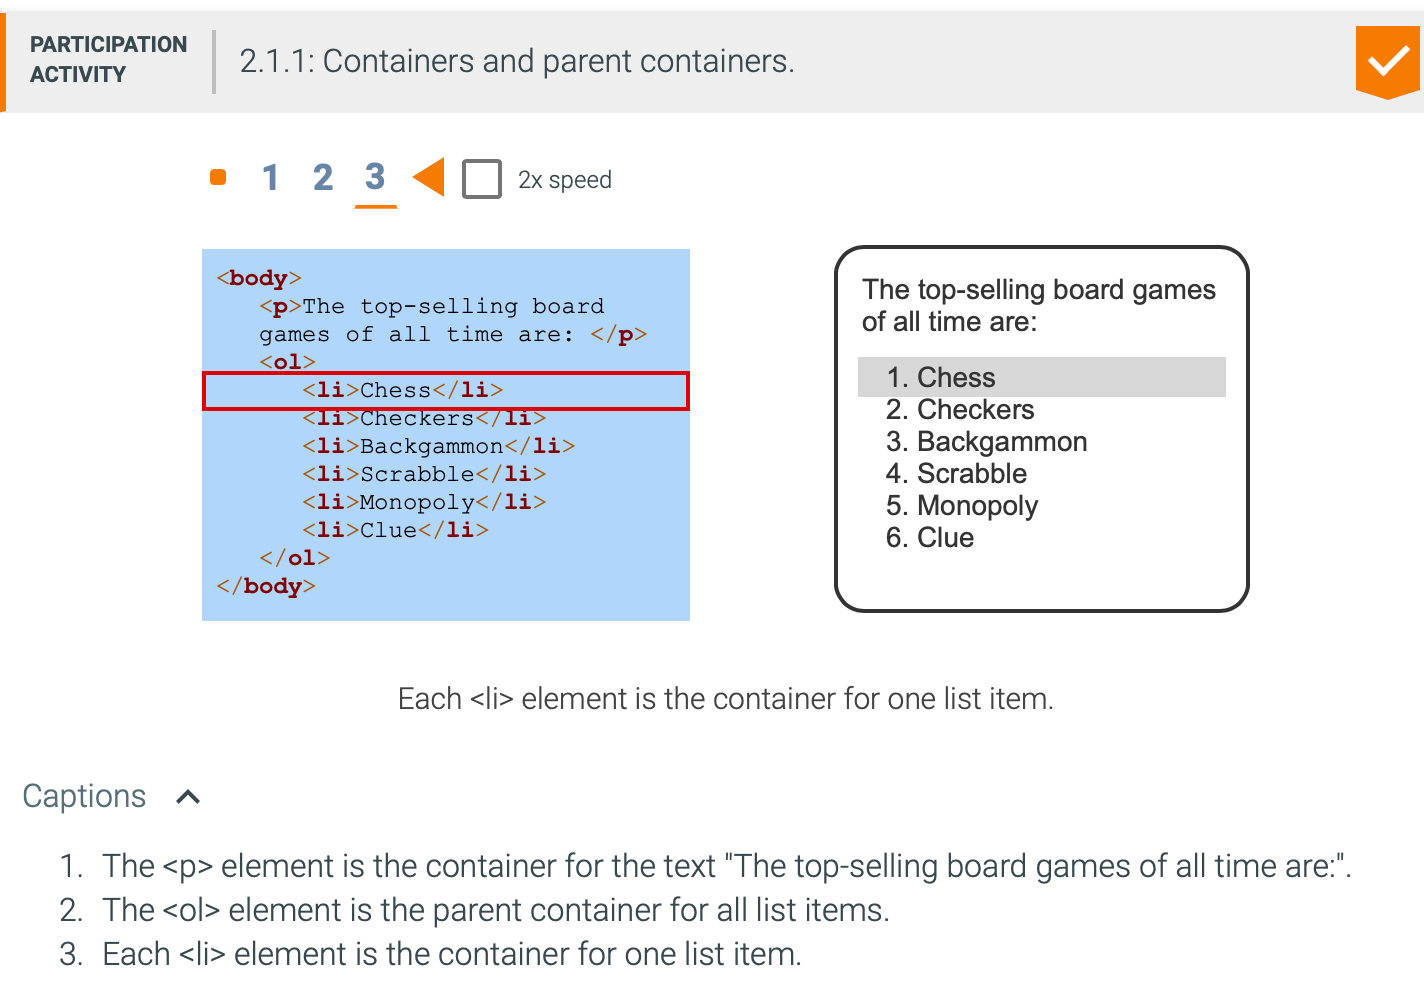 PARTICIPATION
ACTIVITY
2.1.1: Containers and parent containers.
1 2 3 2x speed
<body>
<p>The top-selling board
games of all time are: </p>
<ol>
<li>Chess</li>
<li>Checkers</li>
<li>Backgammon</li>
<li>Scrabble</li>
<li>Monopoly</li>
<li>Clue</li>
</ol>
</body>
The top-selling board games
of all time are:
1. Chess
2. Checkers
3. Backgammon
4. Scrabble
5. Monopoly
6. Clue
Each <li> element is the container for one list item.
Captions
1. The <p> element is the container for the text "The top-selling board games of all time are:".
2. The <ol> element is the parent container for all list items.
3. Each <li> element is the container for one list item.